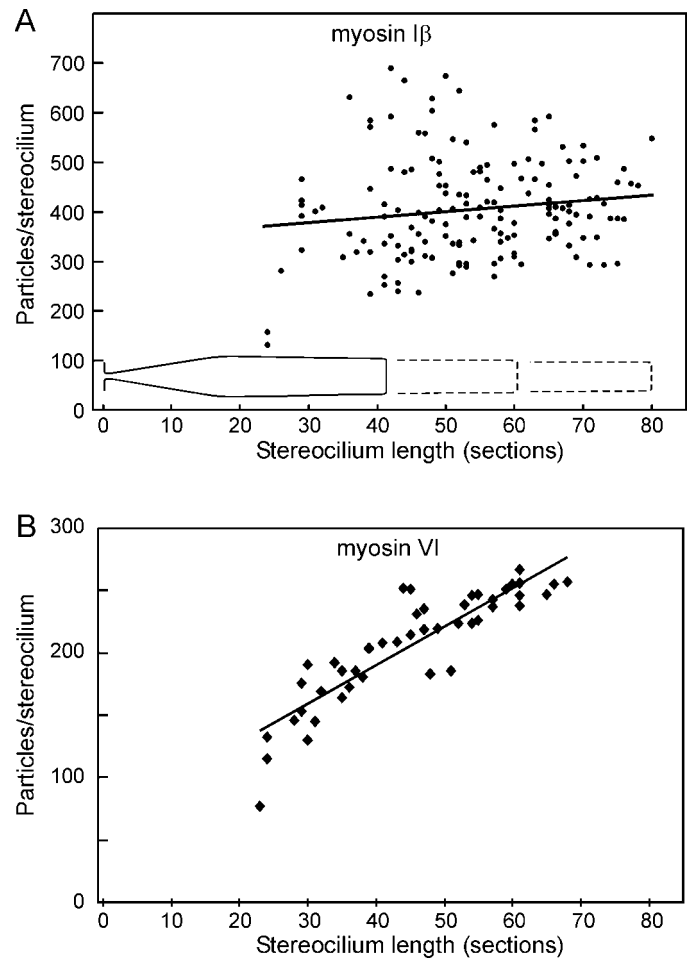 A
myosin Iβ
700
600
500
400
300
200
100
0
Particles/stereocilium
0 10 20 30 40 50 60 70 80
Stereocilium length (sections)
B
myosin VI
300
200
100
0
Particles/stereocilium
0 10 20 30 40 50 60 70 80
Stereocilium length (sections)